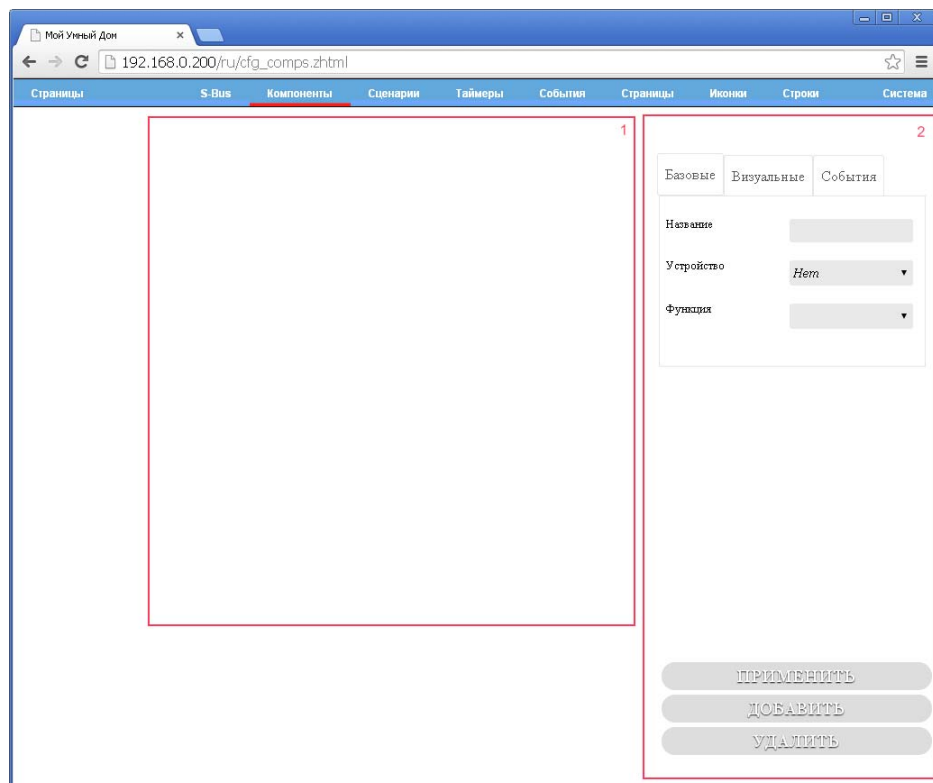 Мой Умный Дом
192.168.0.200/ru/cfg_comps.zhtml
Страницы S-Bus Компоненты Сценарии Таймеры События Страницы Иконки Строки Система
1
2
Базовые Визуальные События
Название
Устройство Нет
Функция
ПРИМЕНИТЬ
ДОБАВИТЬ
УДАЛИТЬ